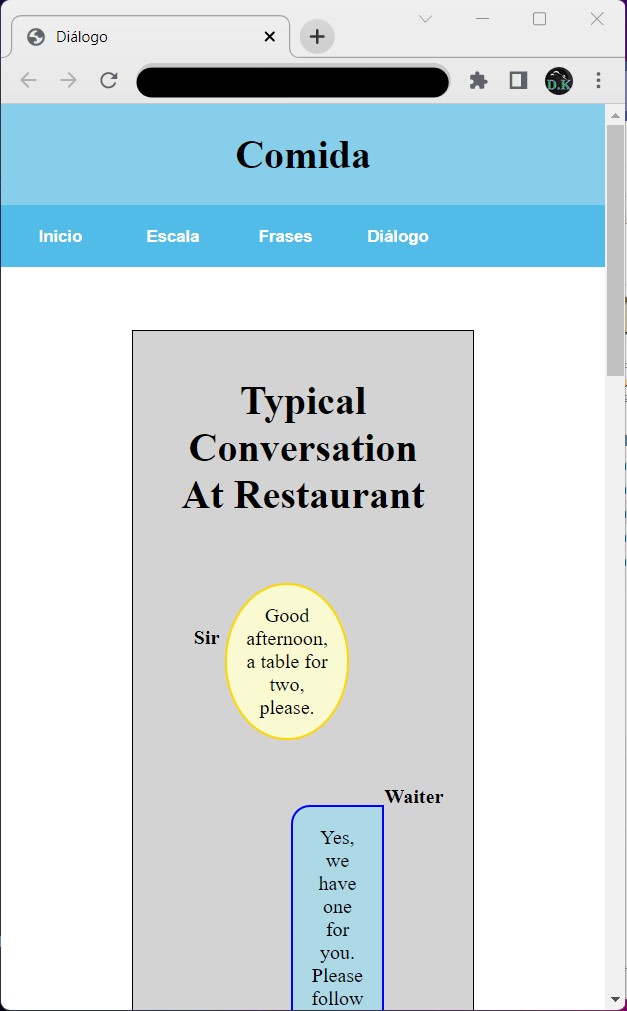 Diálogo
D.K
Comida
Inicio Escala Frases Diálogo
Typical
Conversation
At Restaurant
Good
afternoon,
Sir
a table for
two,
please.
Waiter
Yes,
we
have
one
for
you.
Please
follow